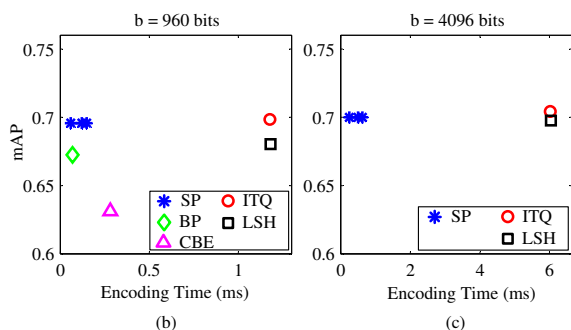 b = 960 bits
0.75
0.7
0.65
0.6
mAP
0
0.5
1
SP
ITQ
BP
LSH
CBE
Encoding Time (ms)
(b)
b = 4096 bits
0.75
0.7
0.65
0.6
0
2
4
6
SP
ITQ
LSH
Encoding Time (ms)
(c)